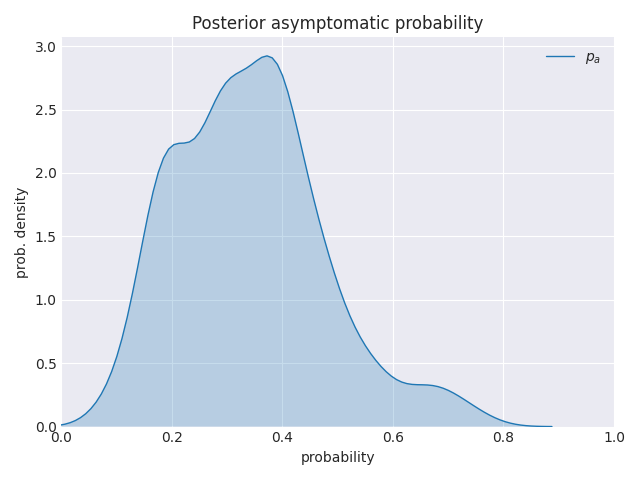 Posterior asymptomatic probability
3.0
2.5
2.0
1.5
1.0
0.5
0.0
prob. density
pₐ
0.0 0.2 0.4 0.6 0.8 1.0
probability